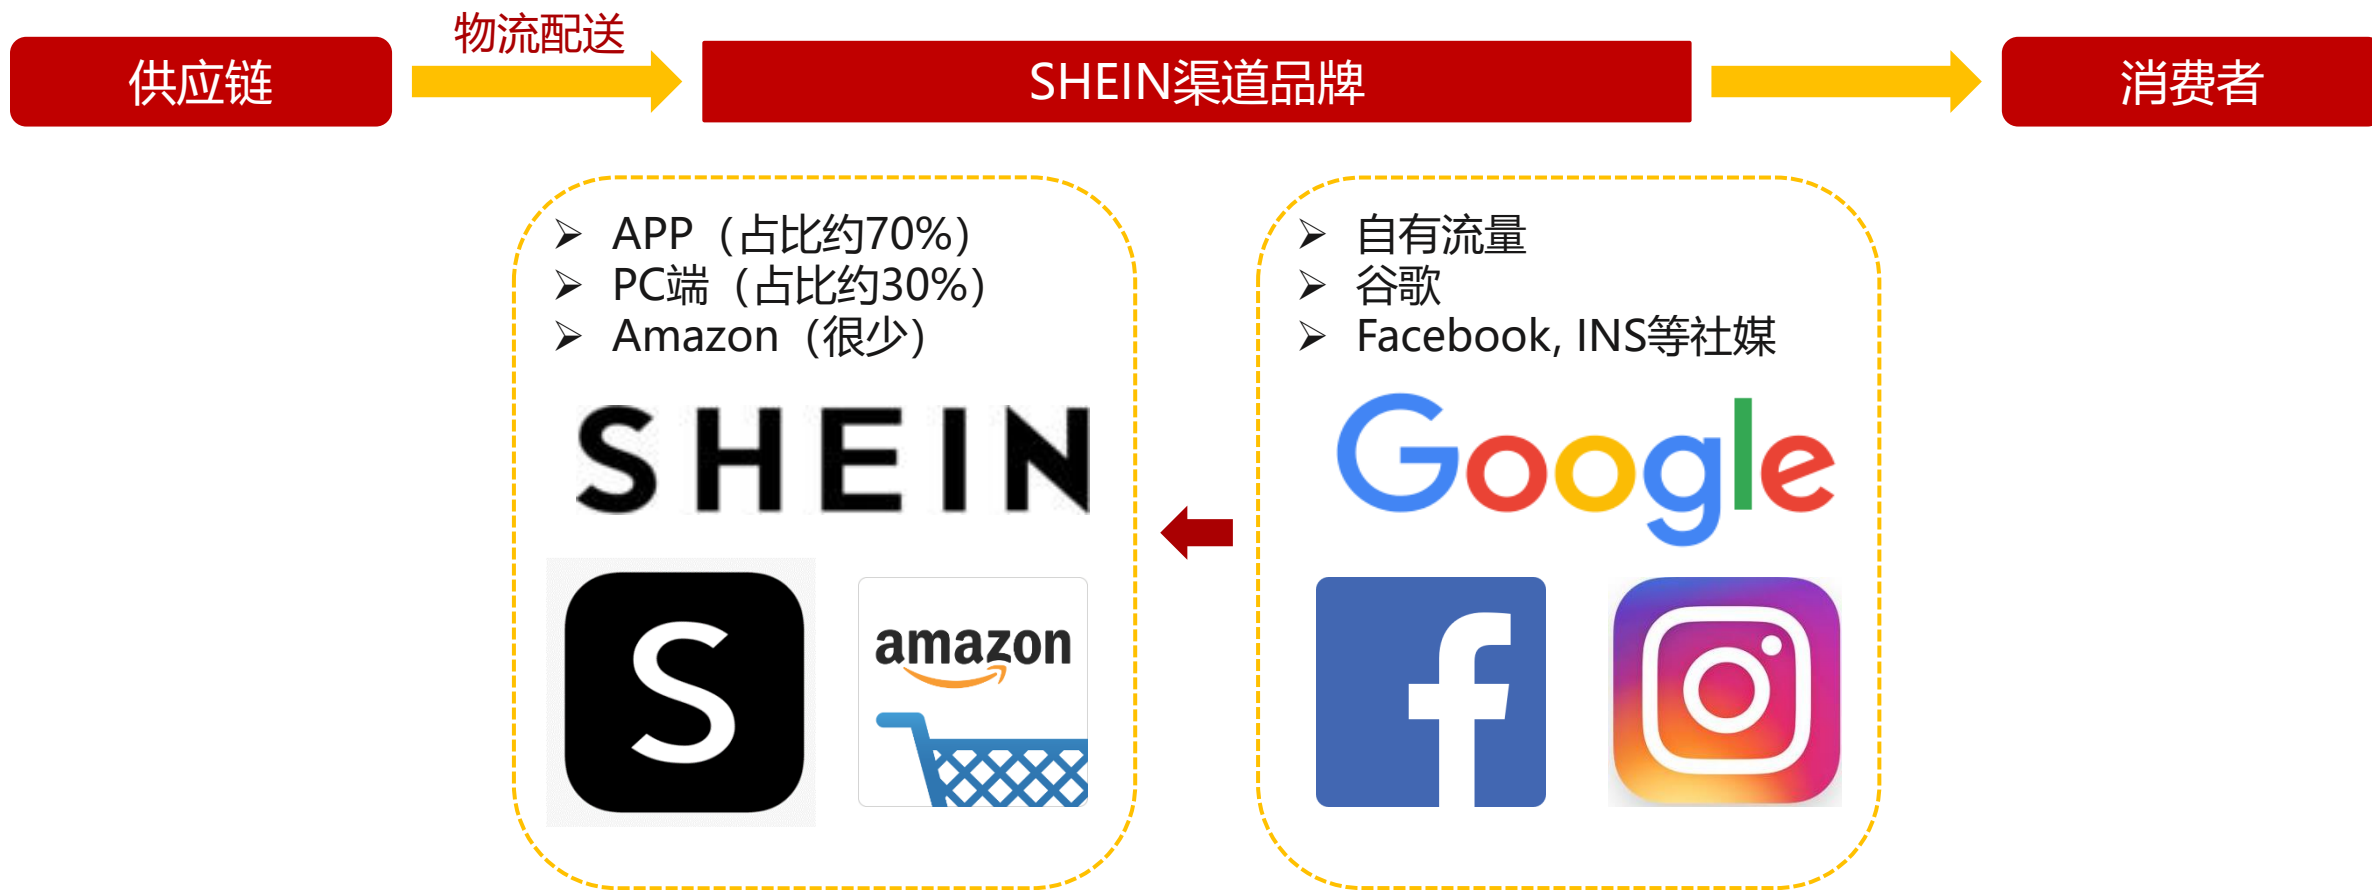 物流配送
供应链
SHEIN渠道品牌
消费者
APP（占比约70%）
PC端（占比约30%）
Amazon（很少）
自有流量
谷歌
Facebook, INS等社媒
SHEIN
Google
S
amazon
f